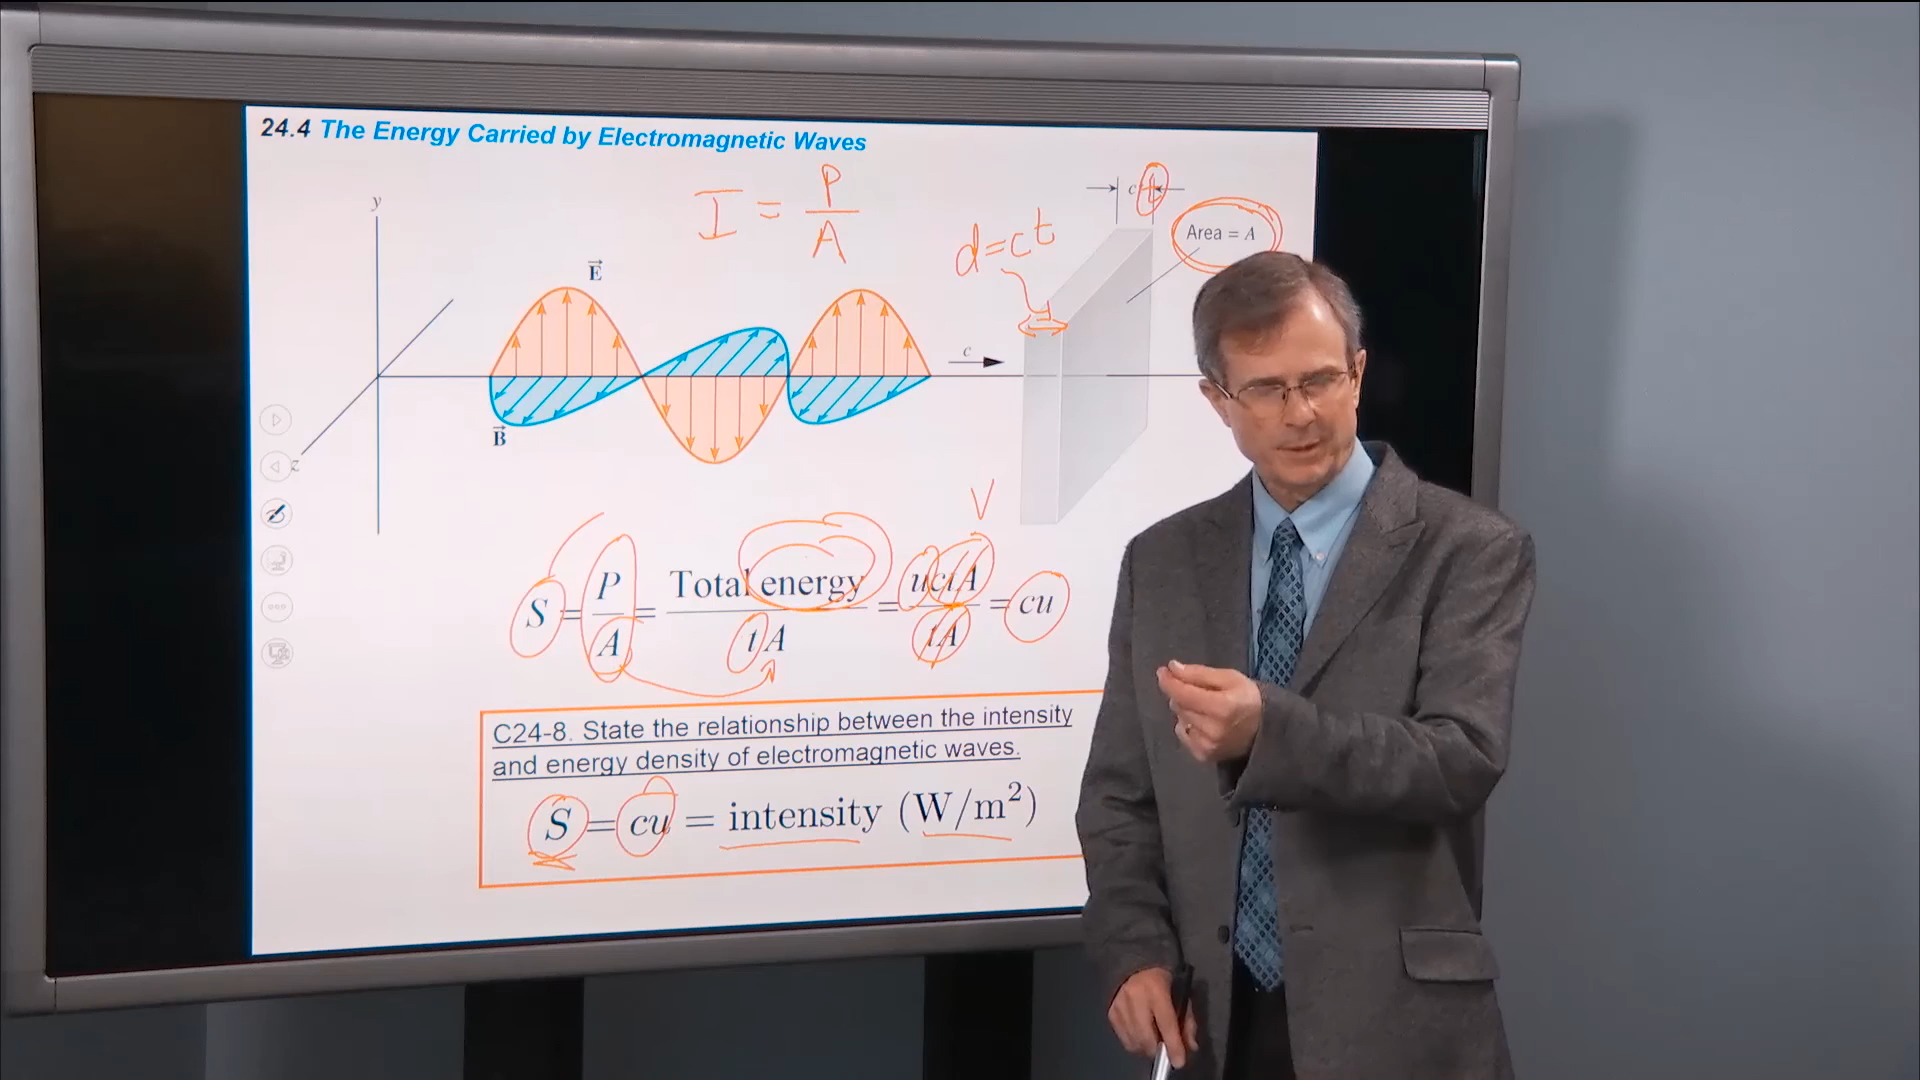 24.4 The Energy Carried by Electromagnetic Waves
I = P/A
c t
Area = A
d = ct
y
E⃗
c
B⃗
z
V
S = P/A = Total energy/tA = uctA/tA = cu
C24-8. State the relationship between the intensity
and energy density of electromagnetic waves.
S = cu = intensity (W/m²)